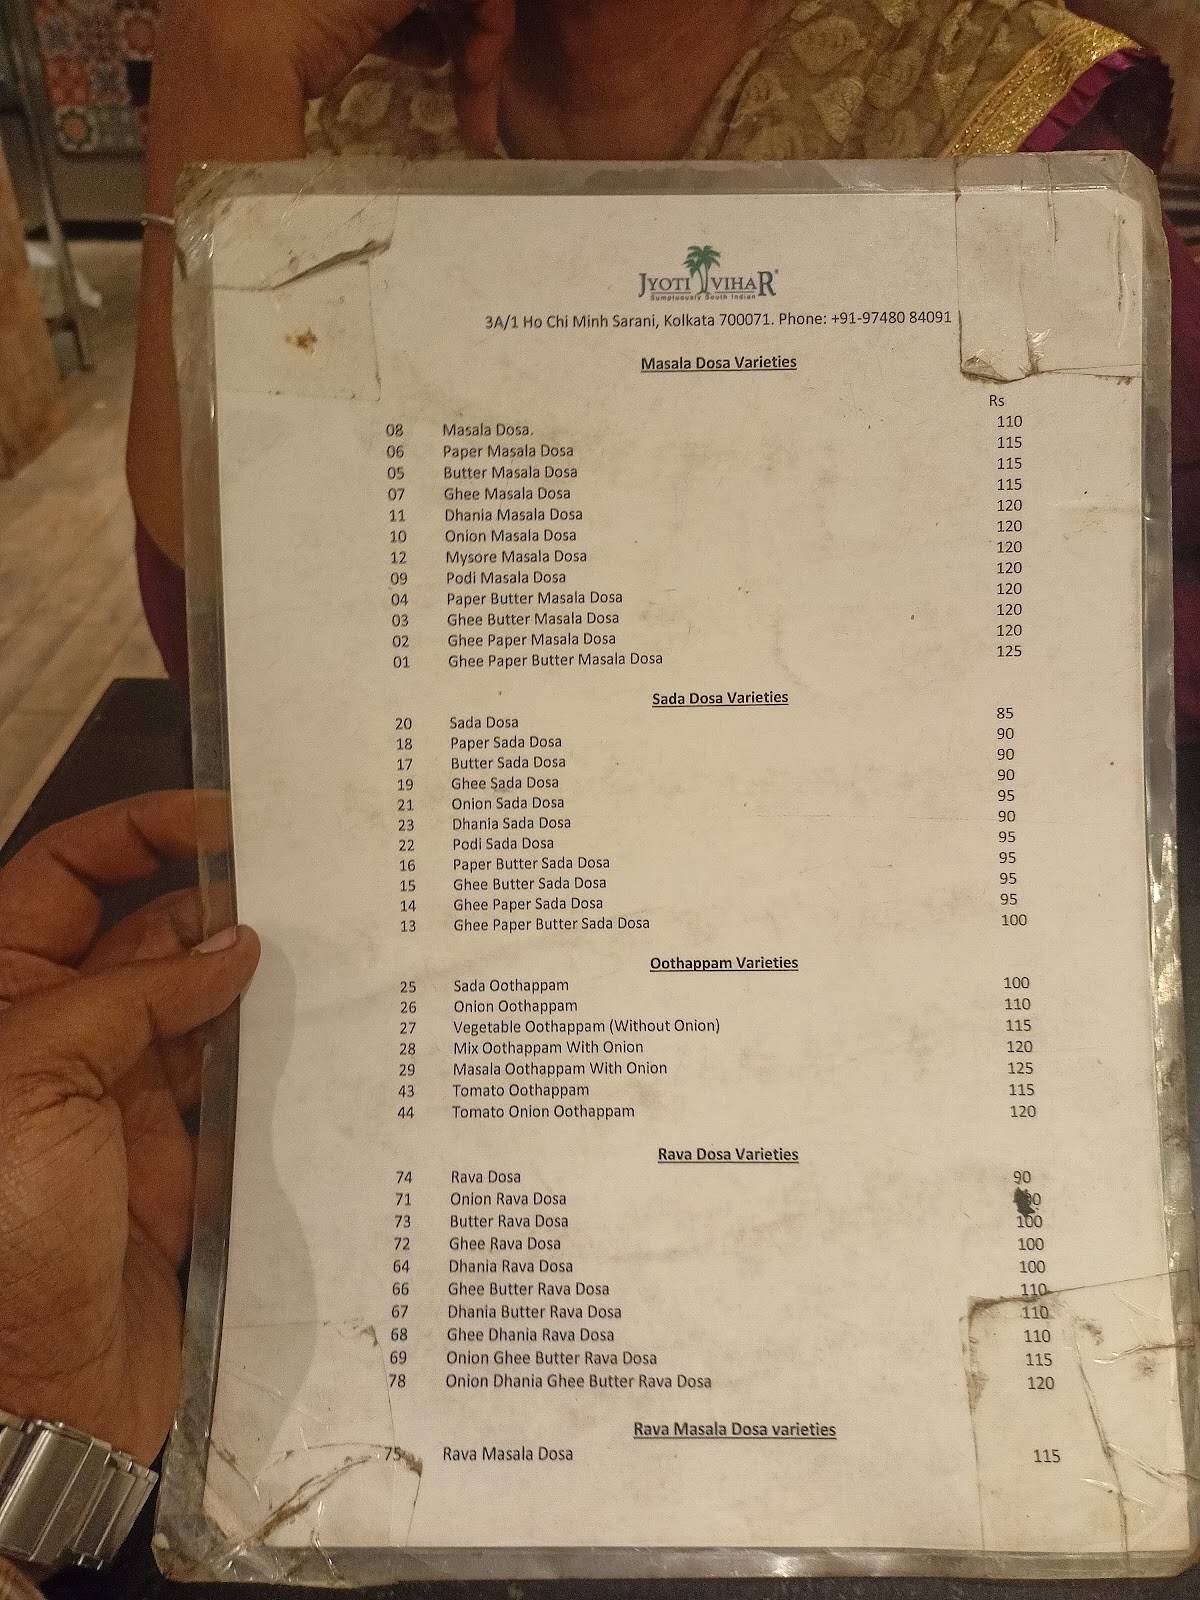 JYOTI VIHAR
Sumptuously South Indian
3A/1 Ho Chi Minh Sarani, Kolkata 700071. Phone: +91-97480 84091
Masala Dosa Varieties
Rs
08 Masala Dosa. 110
06 Paper Masala Dosa 115
05 Butter Masala Dosa 115
07 Ghee Masala Dosa 115
11 Dhania Masala Dosa 120
10 Onion Masala Dosa 120
12 Mysore Masala Dosa 120
09 Podi Masala Dosa 120
04 Paper Butter Masala Dosa 120
03 Ghee Butter Masala Dosa 120
02 Ghee Paper Masala Dosa 120
01 Ghee Paper Butter Masala Dosa 125
Sada Dosa Varieties
20 Sada Dosa 85
18 Paper Sada Dosa 90
17 Butter Sada Dosa 90
19 Ghee Sada Dosa 90
21 Onion Sada Dosa 95
23 Dhania Sada Dosa 90
22 Podi Sada Dosa 95
16 Paper Butter Sada Dosa 95
15 Ghee Butter Sada Dosa 95
14 Ghee Paper Sada Dosa 95
13 Ghee Paper Butter Sada Dosa 100
Oothappam Varieties
25 Sada Oothappam 100
26 Onion Oothappam 110
27 Vegetable Oothappam (Without Onion) 115
28 Mix Oothappam With Onion 120
29 Masala Oothappam With Onion 125
43 Tomato Oothappam 115
44 Tomato Onion Oothappam 120
Rava Dosa Varieties
74 Rava Dosa 90
71 Onion Rava Dosa
73 Butter Rava Dosa 100
72 Ghee Rava Dosa 100
64 Dhania Rava Dosa 100
66 Ghee Butter Rava Dosa 110
67 Dhania Butter Rava Dosa 110
68 Ghee Dhania Rava Dosa 110
69 Onion Ghee Butter Rava Dosa 115
78 Onion Dhania Ghee Butter Rava Dosa 120
Rava Masala Dosa varieties
75 Rava Masala Dosa 115